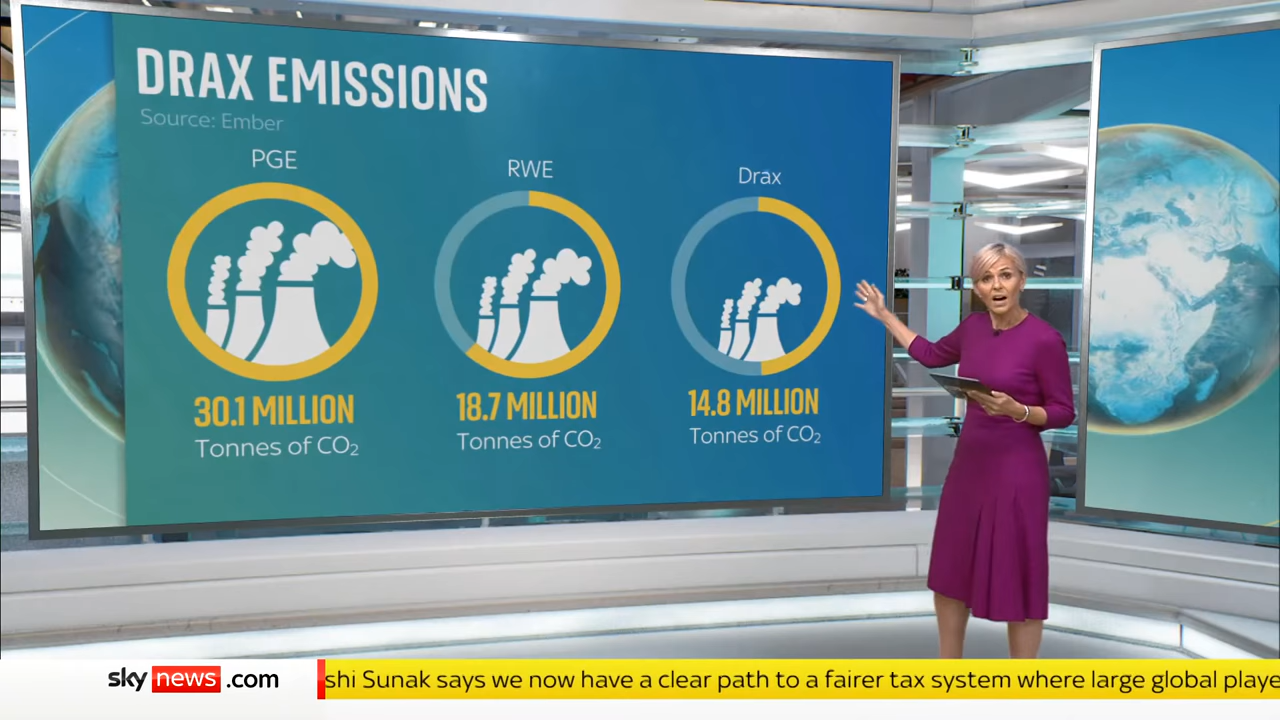 DRAX EMISSIONS
Source: Ember
PGE
30.1 MILLION
Tonnes of CO₂
RWE
18.7 MILLION
Tonnes of CO₂
Drax
14.8 MILLION
Tonnes of CO₂
sky news .com
shi Sunak says we now have a clear path to a fairer tax system where large global playe